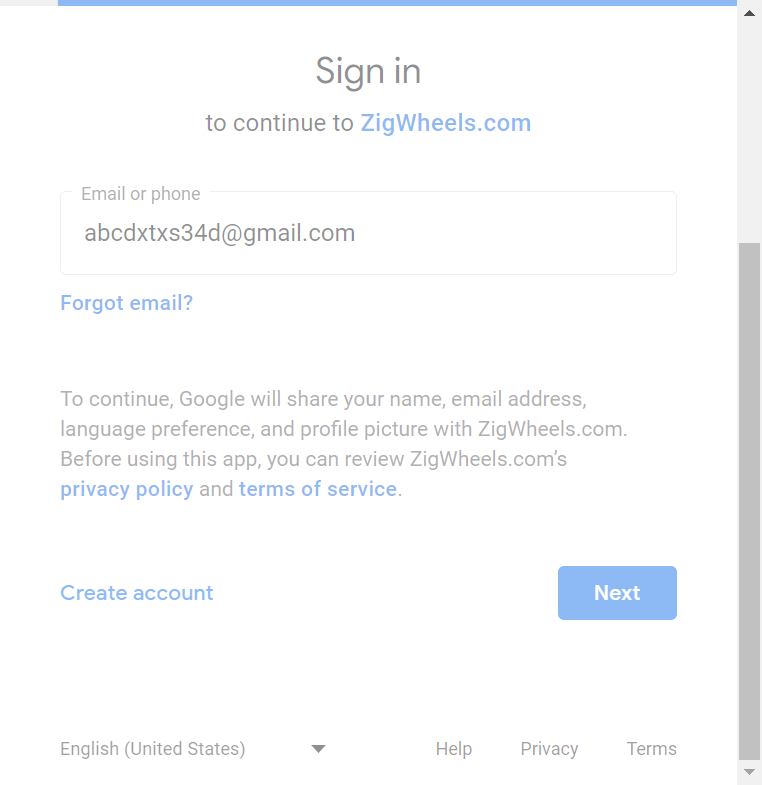 Sign in
to continue to ZigWheels.com
Email or phone
abcdxtxs34d@gmail.com
Forgot email?
To continue, Google will share your name, email address,
language preference, and profile picture with ZigWheels.com.
Before using this app, you can review ZigWheels.com’s
privacy policy and terms of service.
Create account Next
English (United States) Help Privacy Terms